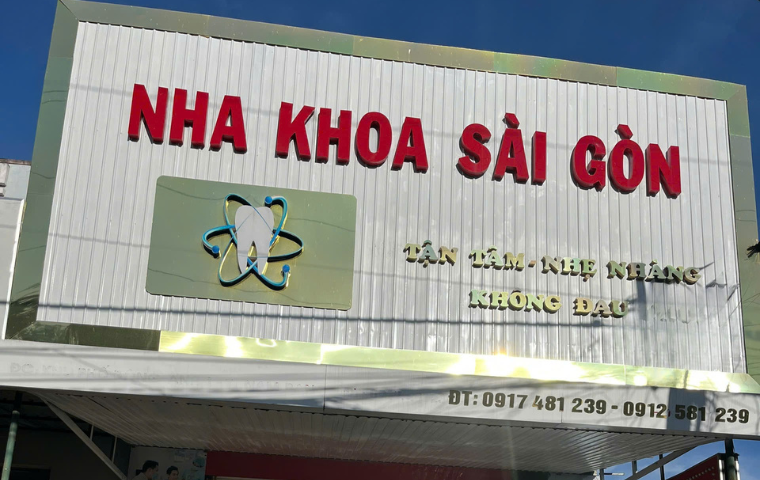 NHA KHOA SÀI GÒN
TẬN TÂM - NHẸ NHÀNG
KHÔNG ĐAU
ĐT: 0917 481 239 - 0912 581 239